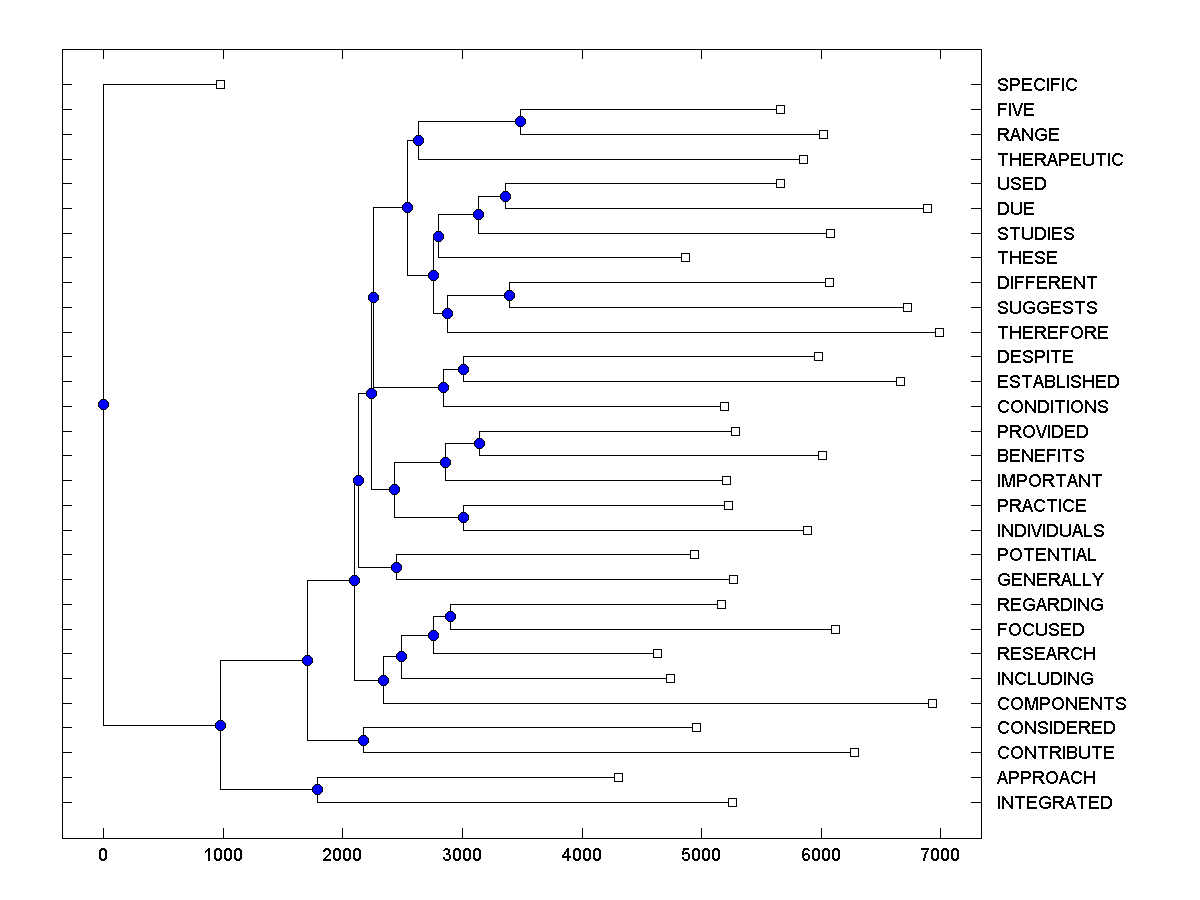 SPECIFIC
FIVE
RANGE
THERAPEUTIC
USED
DUE
STUDIES
THESE
DIFFERENT
SUGGESTS
THEREFORE
DESPITE
ESTABLISHED
CONDITIONS
PROVIDED
BENEFITS
IMPORTANT
PRACTICE
INDIVIDUALS
POTENTIAL
GENERALLY
REGARDING
FOCUSED
RESEARCH
INCLUDING
COMPONENTS
CONSIDERED
CONTRIBUTE
APPROACH
INTEGRATED
0 1000 2000 3000 4000 5000 6000 7000